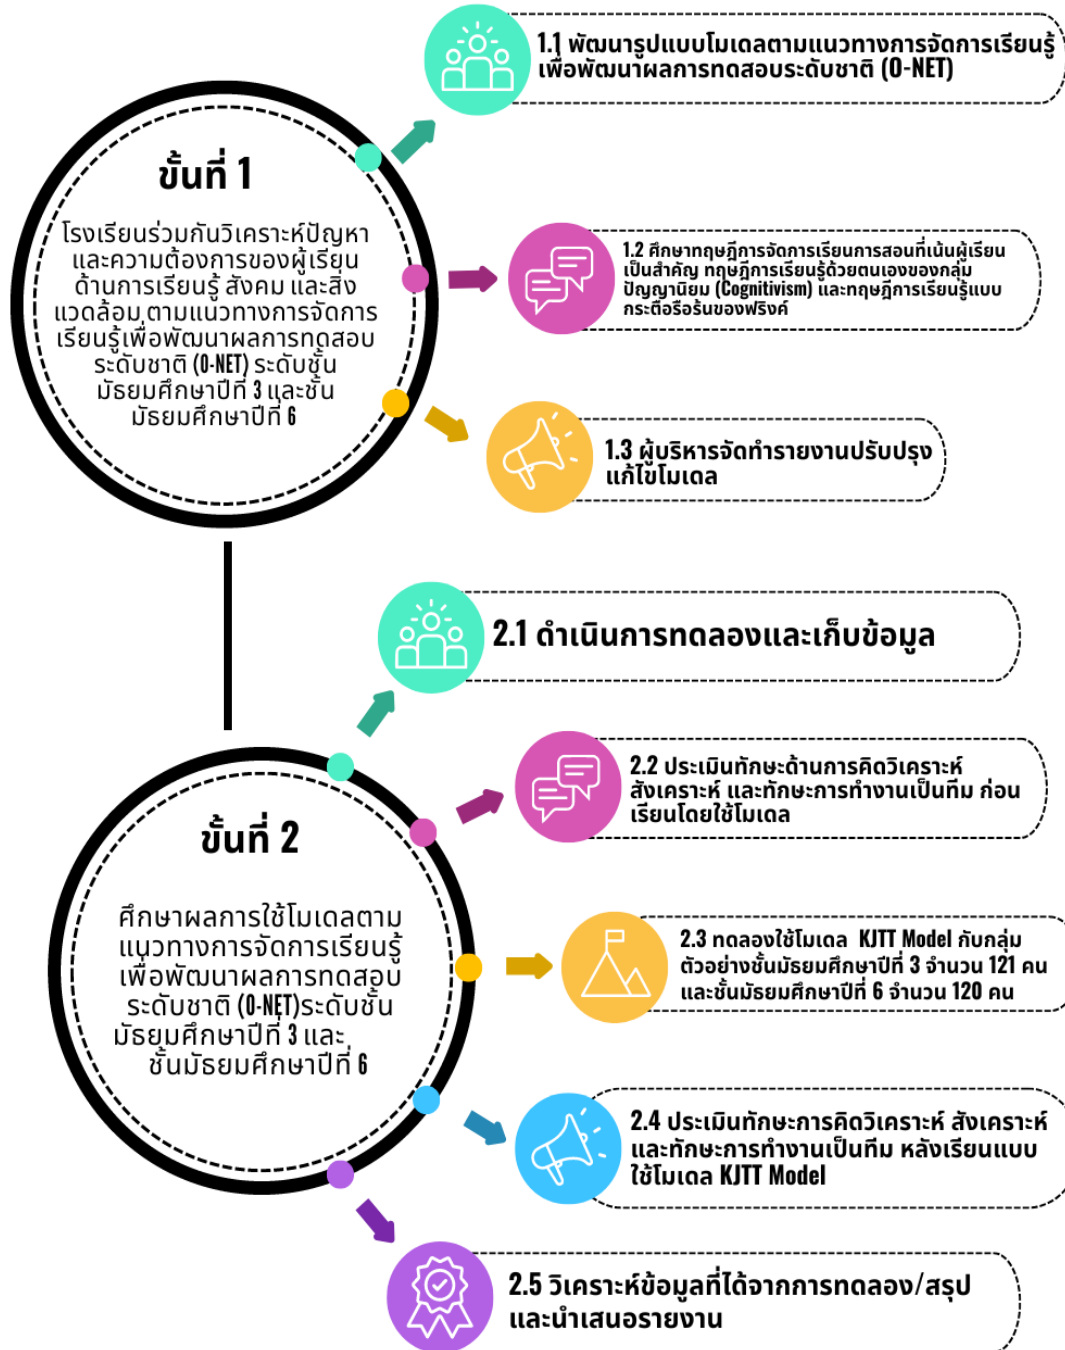 1.1 พัฒนารูปแบบโมเดลตามแนวทางการจัดการเรียนรู้
เพื่อพัฒนาผลการทดสอบระดับชาติ (O-NET)
ขั้นที่ 1
โรงเรียนร่วมกันวิเคราะห์ปัญหา
และความต้องการของผู้เรียน
ด้านการเรียนรู้ สังคม และสิ่ง
แวดล้อม ตามแนวทางการจัดการ
เรียนรู้เพื่อพัฒนาผลการทดสอบ
ระดับชาติ (O-NET) ระดับชั้น
มัธยมศึกษาปีที่ 3 และชั้น
มัธยมศึกษาปีที่ 6
1.2 ศึกษาทฤษฎีการจัดการเรียนการสอนที่เน้นผู้เรียน
เป็นสำคัญ ทฤษฎีการเรียนรู้ด้วยตนเองของกลุ่ม
ปัญญานิยม (Cognitivism) และทฤษฎีการเรียนรู้แบบ
กระตือรือร้นของฟริงค์
1.3 ผู้บริหารจัดทำรายงานปรับปรุง
แก้ไขโมเดล
2.1 ดำเนินการทดลองและเก็บข้อมูล
2.2 ประเมินทักษะด้านการคิดวิเคราะห์
สังเคราะห์ และทักษะการทำงานเป็นทีม ก่อน
เรียนโดยใช้โมเดล
ขั้นที่ 2
ศึกษาผลการใช้โมเดลตาม
แนวทางการจัดการเรียนรู้
เพื่อพัฒนาผลการทดสอบ
ระดับชาติ (O-NET)ระดับชั้น
มัธยมศึกษาปีที่ 3 และ
ชั้นมัธยมศึกษาปีที่ 6
2.3 ทดลองใช้โมเดล KJTT Model กับกลุ่ม
ตัวอย่างชั้นมัธยมศึกษาปีที่ 3 จำนวน 121 คน
และชั้นมัธยมศึกษาปีที่ 6 จำนวน 120 คน
2.4 ประเมินทักษะการคิดวิเคราะห์ สังเคราะห์
และทักษะการทำงานเป็นทีม หลังเรียนแบบ
ใช้โมเดล KJTT Model
2.5 วิเคราะห์ข้อมูลที่ได้จากการทดลอง/สรุป
และนำเสนอรายงาน